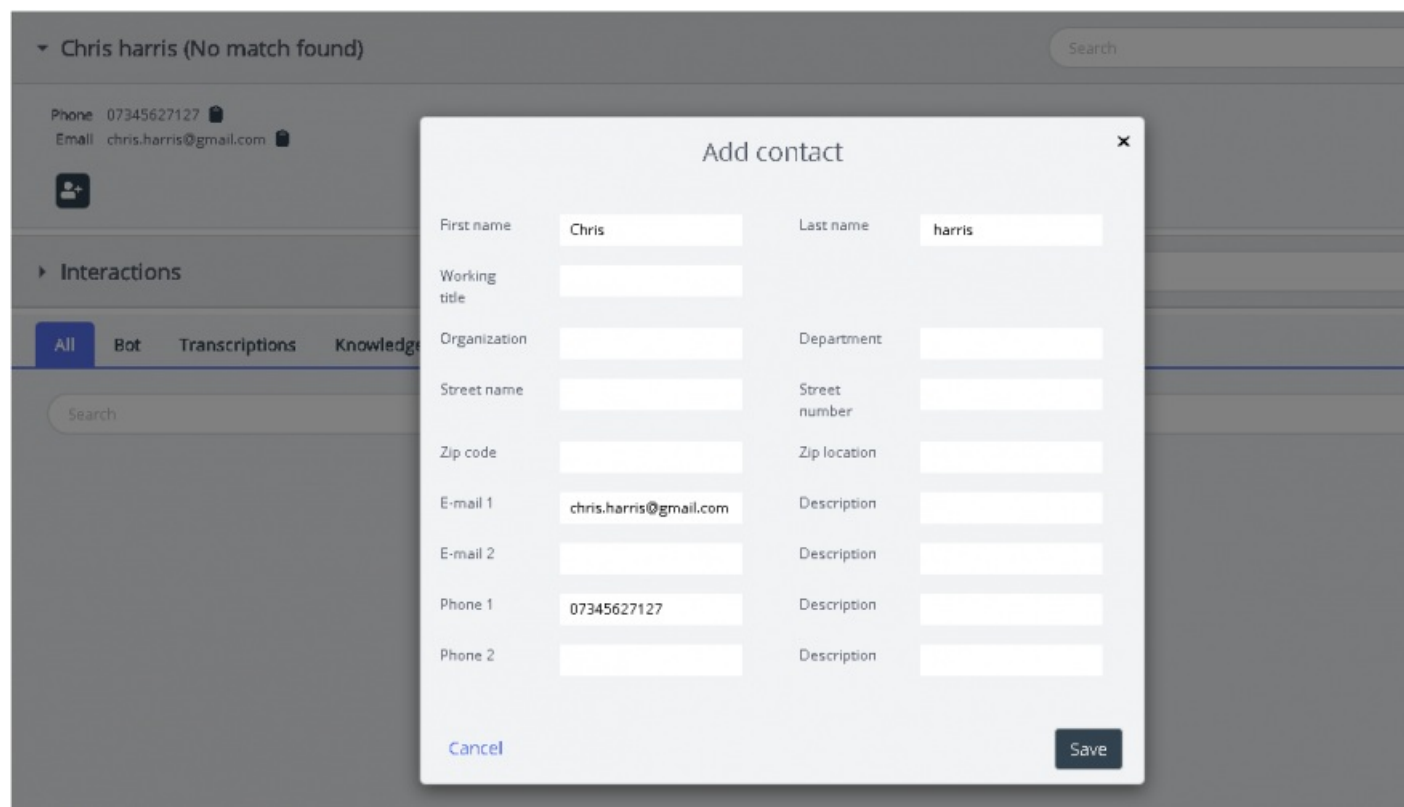 Chris harris (No match found)
Search
Phone 07345627127
Email chris.harris@gmail.com
Interactions
All Bot Transcriptions Knowledge
Search
Add contact
First name Chris Last name harris
Working
title
Organization Department
Street name Street
number
Zip code Zip location
E-mail 1 chris.harris@gmail.com Description
E-mail 2 Description
Phone 1 07345627127 Description
Phone 2 Description
Cancel Save